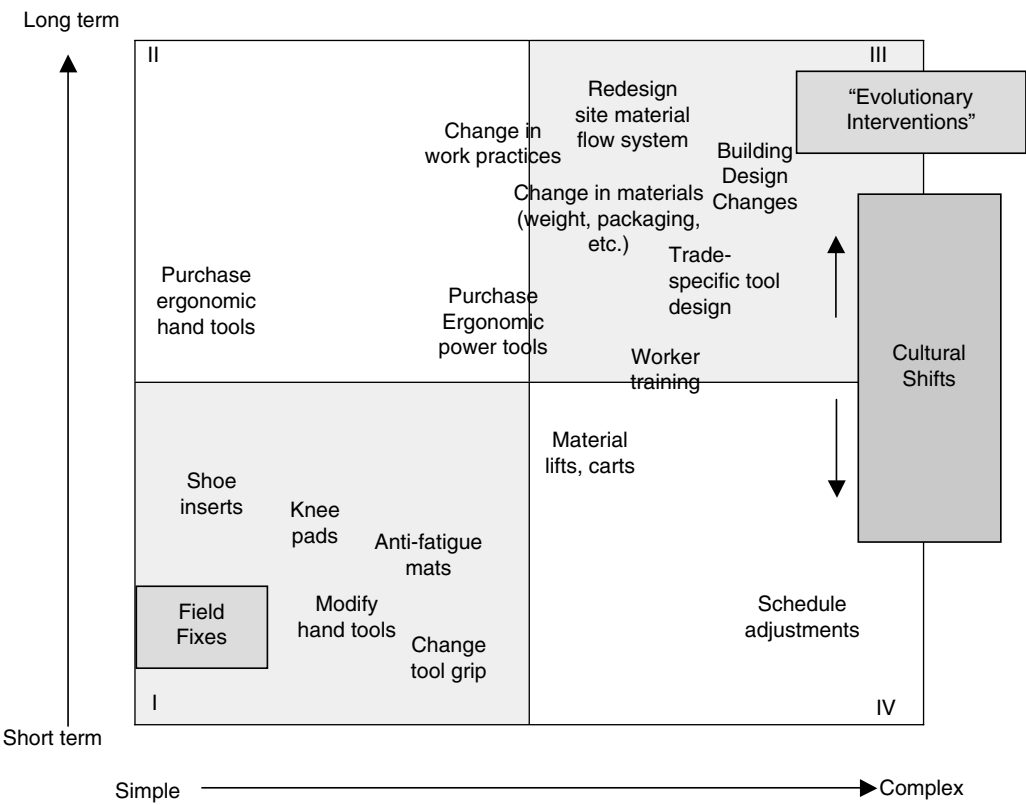 Long term
II
III
“Evolutionary
Interventions”
Redesign
site material
flow system
Change in
work practices
Building
Design
Changes
Change in materials
(weight, packaging,
etc.)
Trade-
specific tool
design
Purchase
ergonomic
hand tools
Purchase
Ergonomic
power tools
Worker
training
Cultural
Shifts
Material
lifts, carts
Shoe
inserts
Knee
pads
Anti-fatigue
mats
Field
Fixes
Modify
hand tools
Change
tool grip
Schedule
adjustments
I
IV
Short term
Simple
Complex